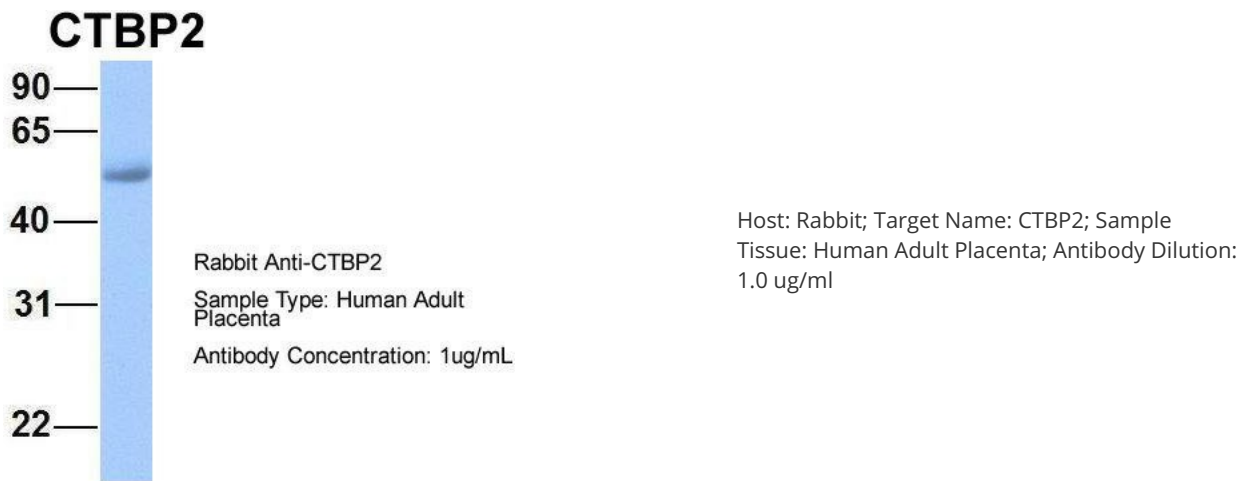 CTBP2
90
65
40
31
22
Rabbit Anti-CTBP2
Sample Type: Human Adult
Placenta
Antibody Concentration: 1ug/mL
Host: Rabbit; Target Name: CTBP2; Sample
Tissue: Human Adult Placenta; Antibody Dilution:
1.0 ug/ml